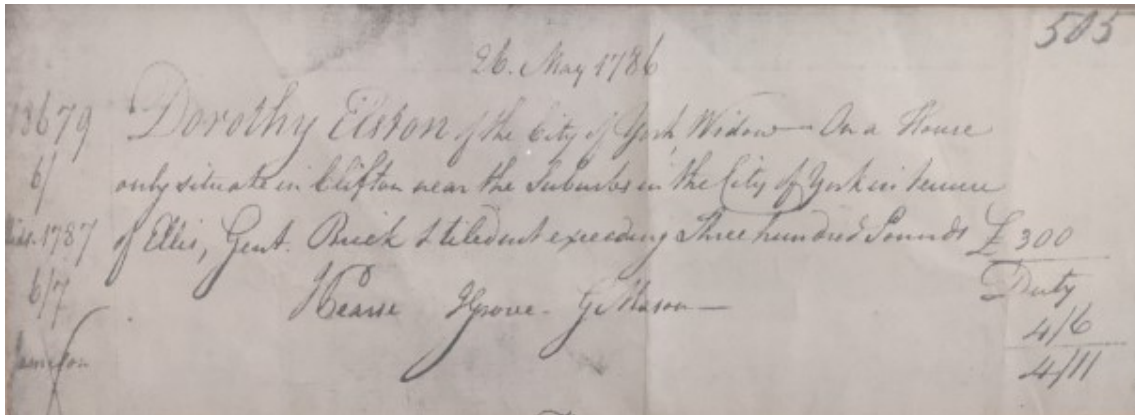 505
26. May 1786
Dorothy Elston of the City of York, Widow — On a House
6/ only situate in Clifton near the Suburbs in the City of York in tenure
1787 of Ellis, Gent. Brick & tiled not exceeding Three hundred Pounds £ 300
6/7 Hearse Grove - G. Mason — Duty
4/6
4/11